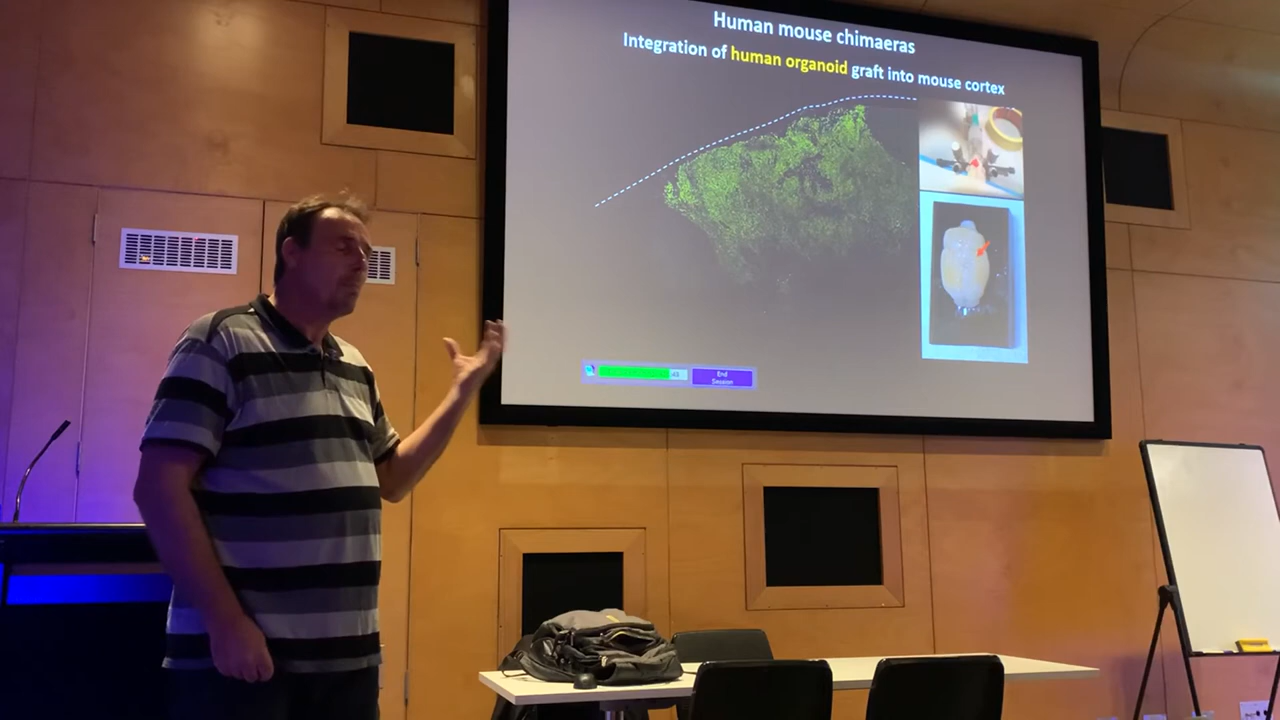 Human mouse chimaeras
Integration of human organoid graft into mouse cortex
End
Session